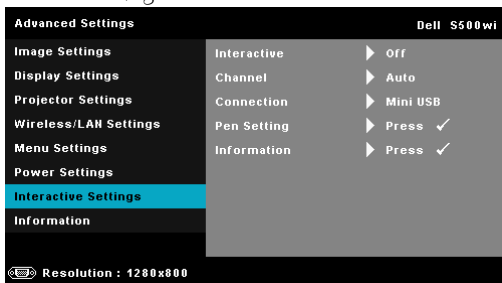 Advanced Settings Dell S500wi
Image Settings
Display Settings
Projector Settings
Wireless/LAN Settings
Menu Settings
Power Settings
Interactive Settings
Information
Interactive Off
Channel Auto
Connection Mini USB
Pen Setting Press ✓
Information Press ✓
Resolution : 1280x800